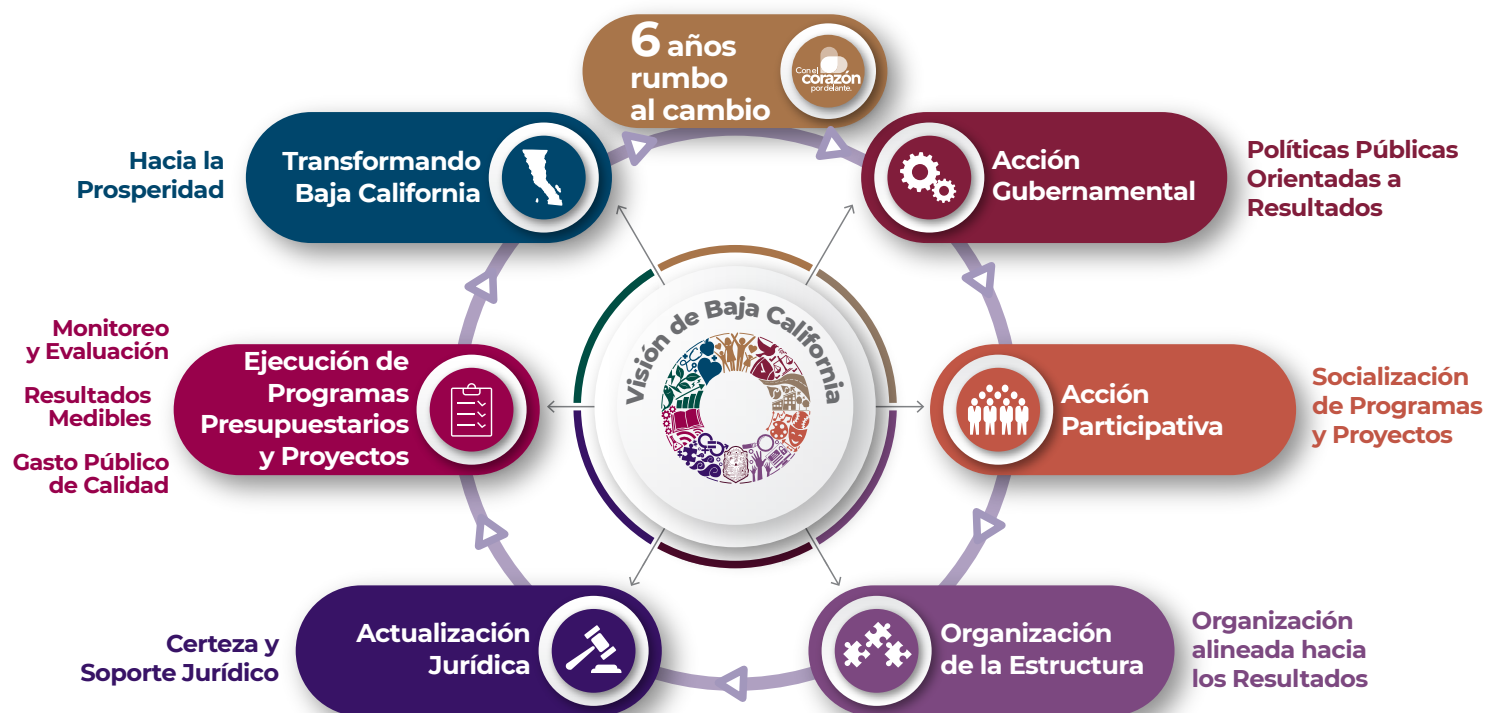 6 años
rumbo
al cambio
Con el
corazón
por delante.
Hacia la
Prosperidad
Transformando
Baja California
Acción
Gubernamental
Políticas Públicas
Orientadas a
Resultados
Visión de Baja California
Monitoreo
y Evaluación
Resultados
Medibles
Gasto Público
de Calidad
Ejecución de
Programas
Presupuestarios
y Proyectos
Acción
Participativa
Socialización
de Programas
y Proyectos
Certeza y
Soporte Jurídico
Actualización
Jurídica
Organización
de la Estructura
Organización
alineada hacia
los Resultados